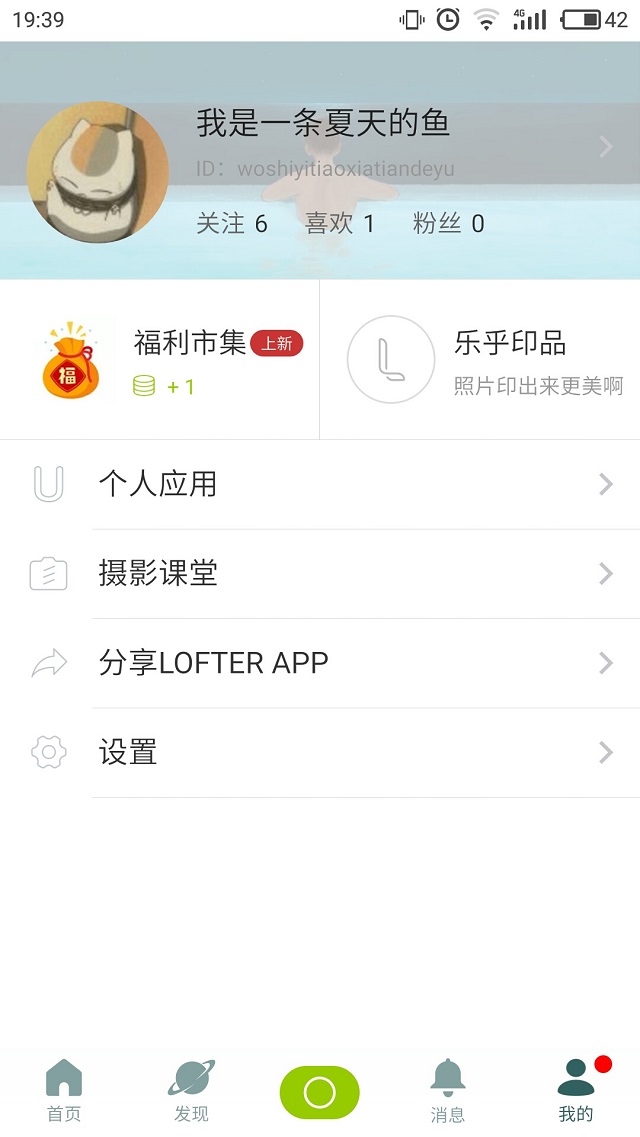 19:39
4G
42
我是一条夏天的鱼
ID：woshiyitiaoxiatiandeyu
关注 6 喜欢 1 粉丝 0
福
福利市集 上新
+ 1
乐乎印品
照片印出来更美啊
个人应用
摄影课堂
分享LOFTER APP
设置
首页
发现
消息
我的